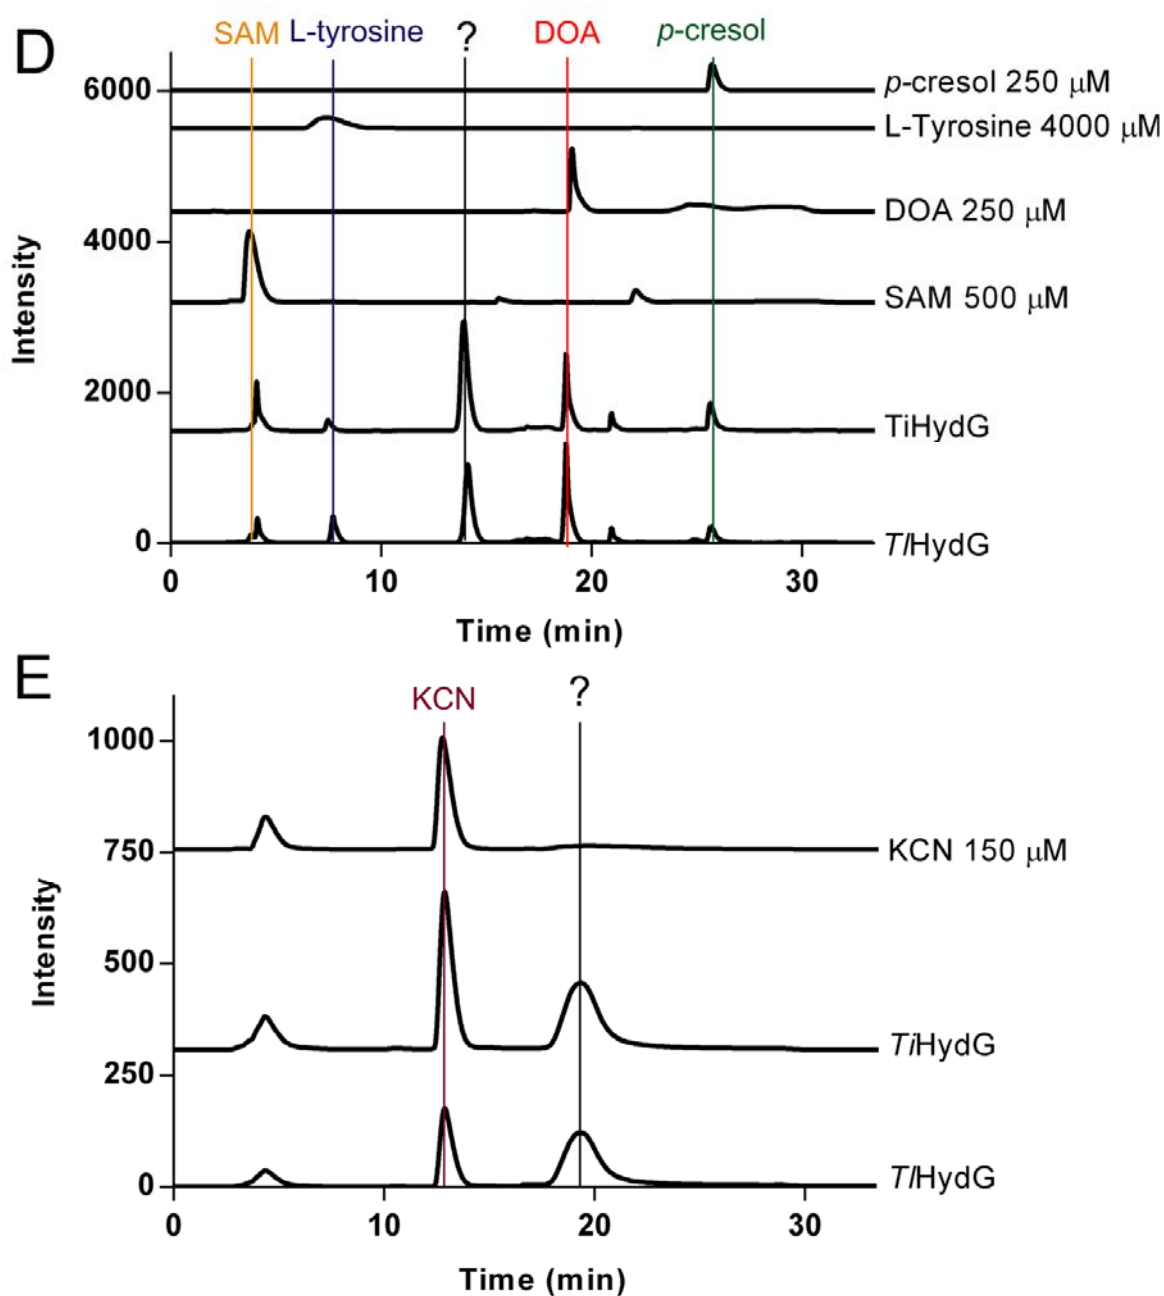 D
SAM L-tyrosine ? DOA p-cresol
6000
p-cresol 250 μM
L-Tyrosine 4000 μM
DOA 250 μM
4000
SAM 500 μM
2000
TiHydG
0
TlHydG
0 10 20 30
Intensity
Time (min)
E
KCN ?
1000
750
KCN 150 μM
500
TiHydG
250
0
TlHydG
0 10 20 30
Intensity
Time (min)